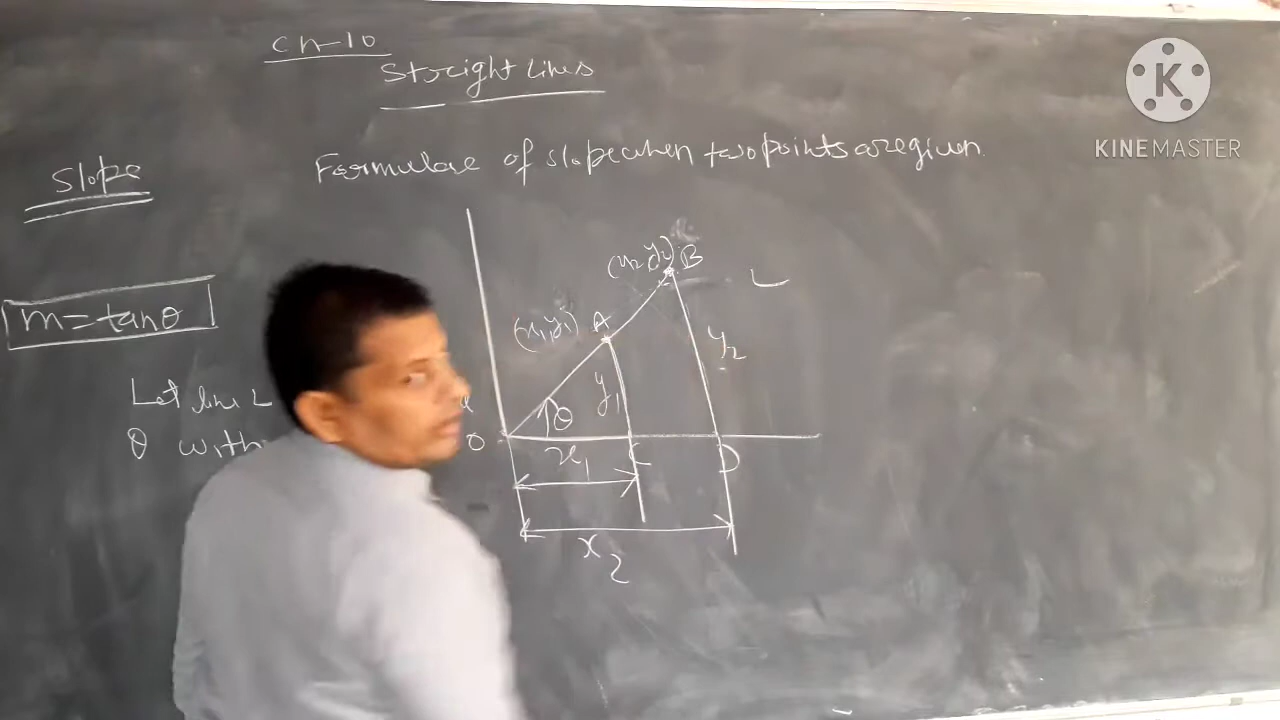 Ch-10
Straight Lines
Slope
Formulae of slope when two points are given.
m = tanθ
Let line L
θ with
(x₂ y₂) B
L
(x₁ y₁) A
y₂
y₁
θ
O
x₁
C
D
x₂
K
KINEMASTER